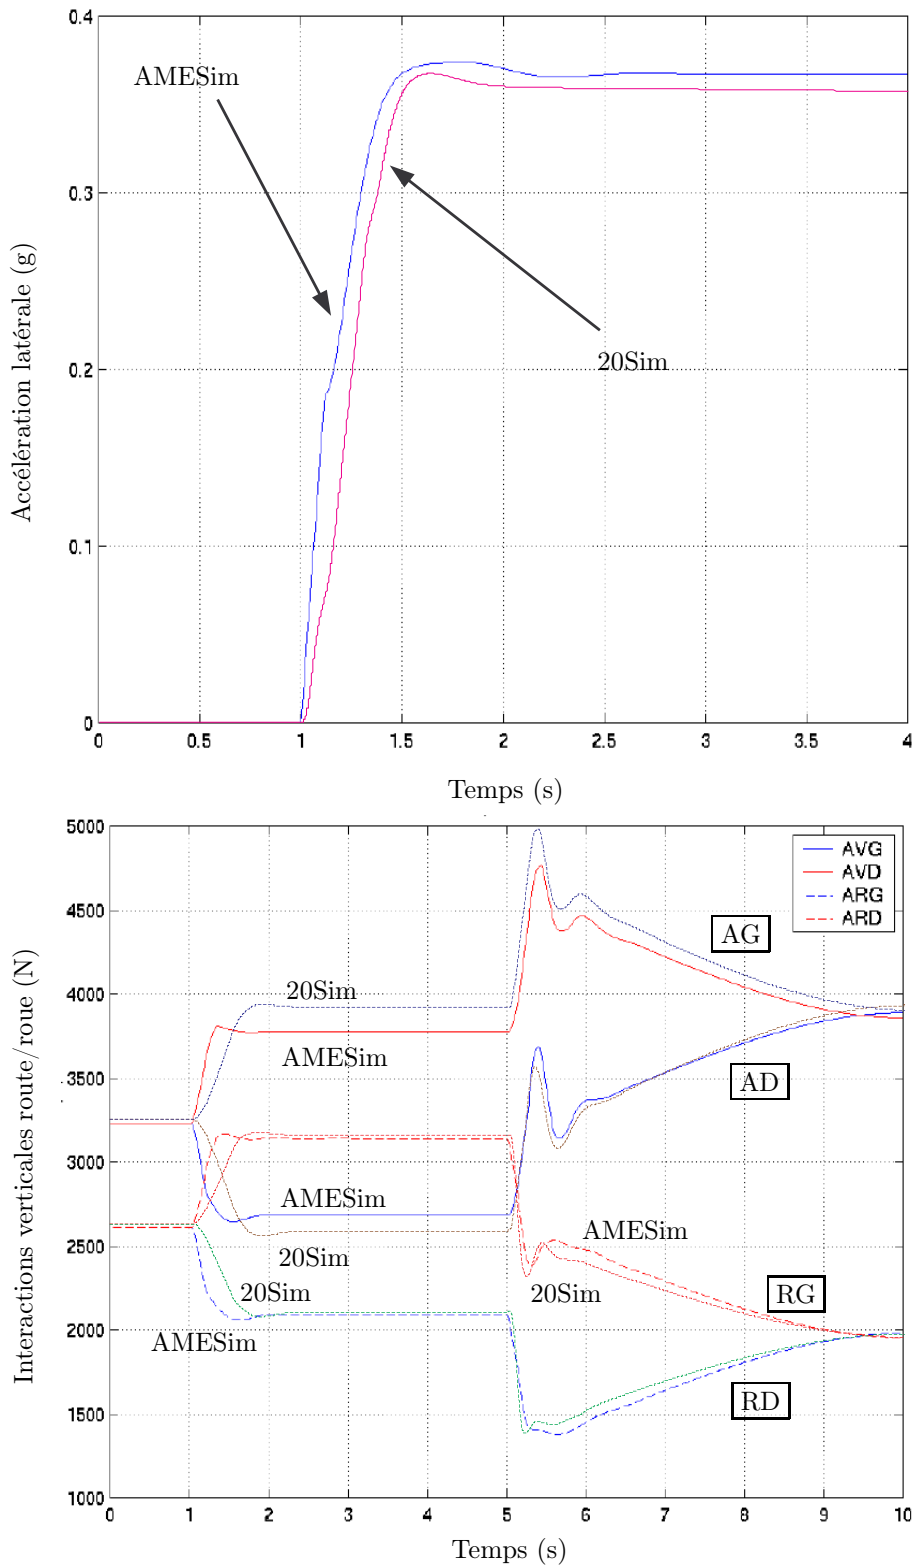 0.4
AMESim
0.3
20Sim
0.2
0.1
0
0 0.5 1 1.5 2 2.5 3 3.5 4
Accélération latérale (g)
Temps (s)
5000
4500
4000
3500
3000
2500
2000
1500
1000
AVG
AVD
ARG
ARD
AG
20Sim
AMESim
AD
AMESim
20Sim
20Sim
AMESim
AMESim
20Sim
RG
RD
0 1 2 3 4 5 6 7 8 9 10
Interactions verticales route/roue (N)
Temps (s)